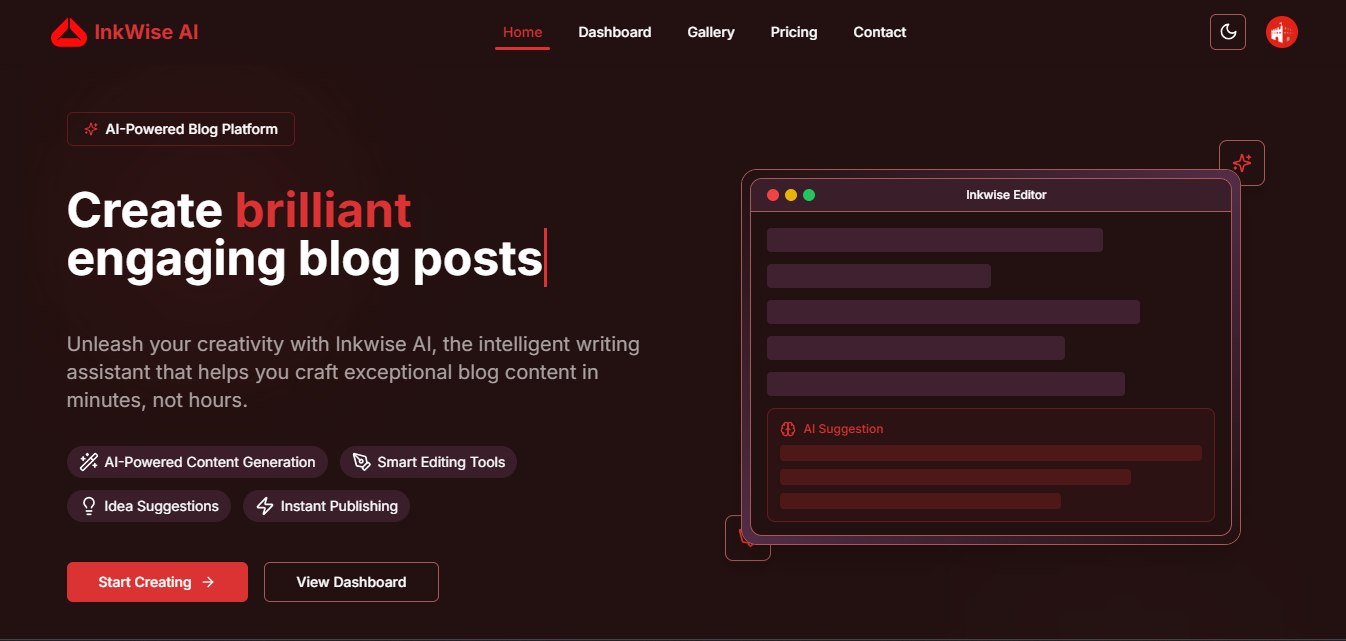 InkWise AI
Home
Dashboard
Gallery
Pricing
Contact
AI-Powered Blog Platform
Create brilliant
engaging blog posts
Unleash your creativity with Inkwise AI, the intelligent writing
assistant that helps you craft exceptional blog content in
minutes, not hours.
AI-Powered Content Generation
Smart Editing Tools
Idea Suggestions
Instant Publishing
Start Creating
View Dashboard
Inkwise Editor
AI Suggestion